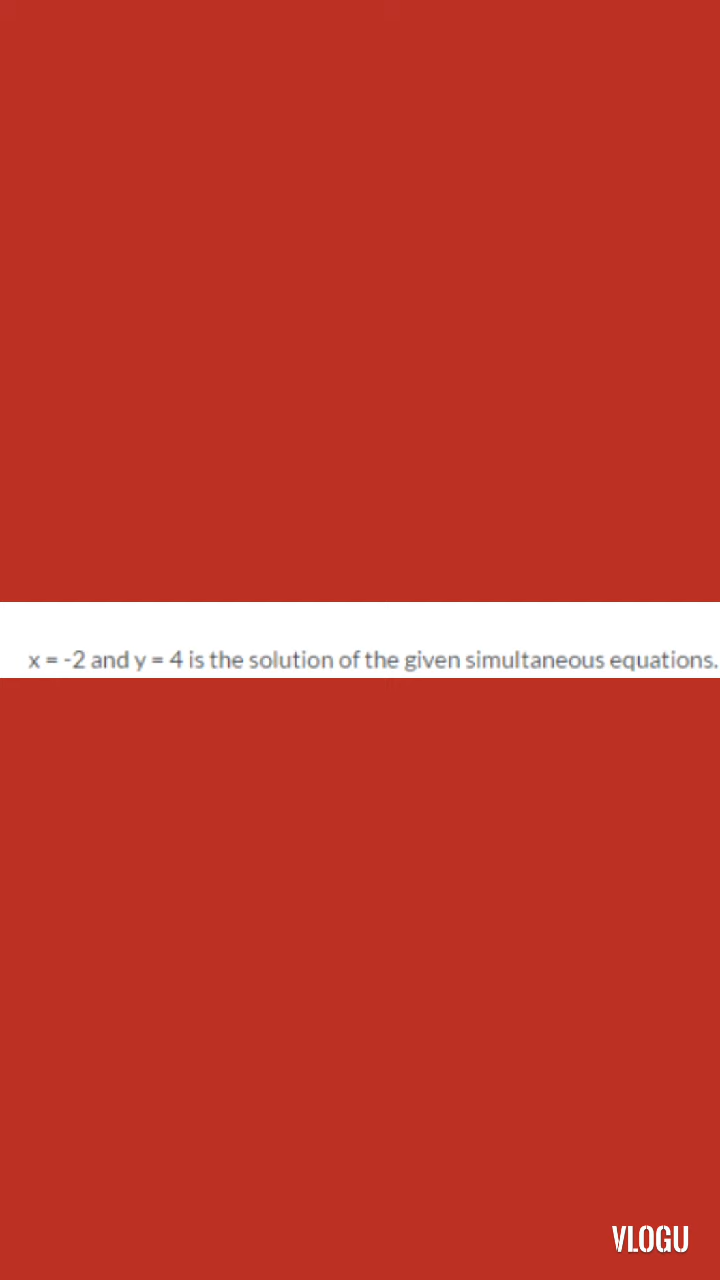 x = -2 and y = 4 is the solution of the given simultaneous equations.
VLOGU